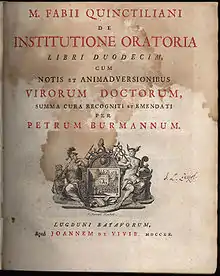 M. FABII QUINCTILIANI
DE
INSTITUTIONE ORATORIA
LIBRI DUODECIM,
CUM
NOTIS ET ANIMADVERSIONIBUS
VIRORUM DOCTORUM,
SUMMA CURA RECOGNITI ET EMENDATI
PER
PETRUM BURMANNUM.
LUGDUNI BATAVORUM,
Apud JOANNEM DE VIVIE. MDCCXX.